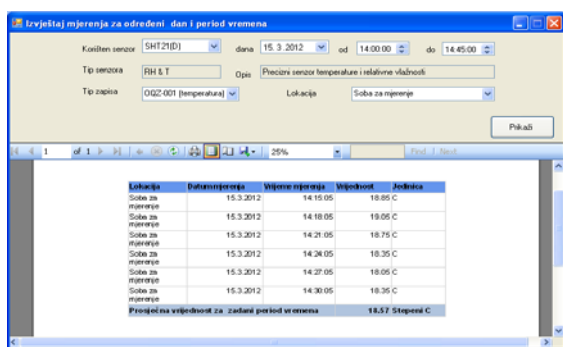 Izvještaj mjerenja za određeni dan i period vremena
Korišten senzor SHT21(D) dana 15. 3 .2012 od 14:00:00 do 14:45:00
Tip senzora RH & T Opis Precizni senzor temperature i relativne vlažnosti
Tip zapisa OQZ-001 (temperatura) Lokacija Soba za mjerenje
Prikaži
1 of 1 25% Find | Next
Lokacija Datum mjerenja Vrijeme mjerenja Vrijednost Jedinica
Soba za mjerenje 15.3.2012 14:15:05 18.85 C
Soba za mjerenje 15.3.2012 14:18:05 19.05 C
Soba za mjerenje 15.3.2012 14:21:05 18.75 C
Soba za mjerenje 15.3.2012 14:24:05 18.35 C
Soba za mjerenje 15.3.2012 14:27:05 18.05 C
Soba za mjerenje 15.3.2012 14:30:05 18.35 C
Prosječna vrijednost za zadani period vremena 18.57 Stepeni C